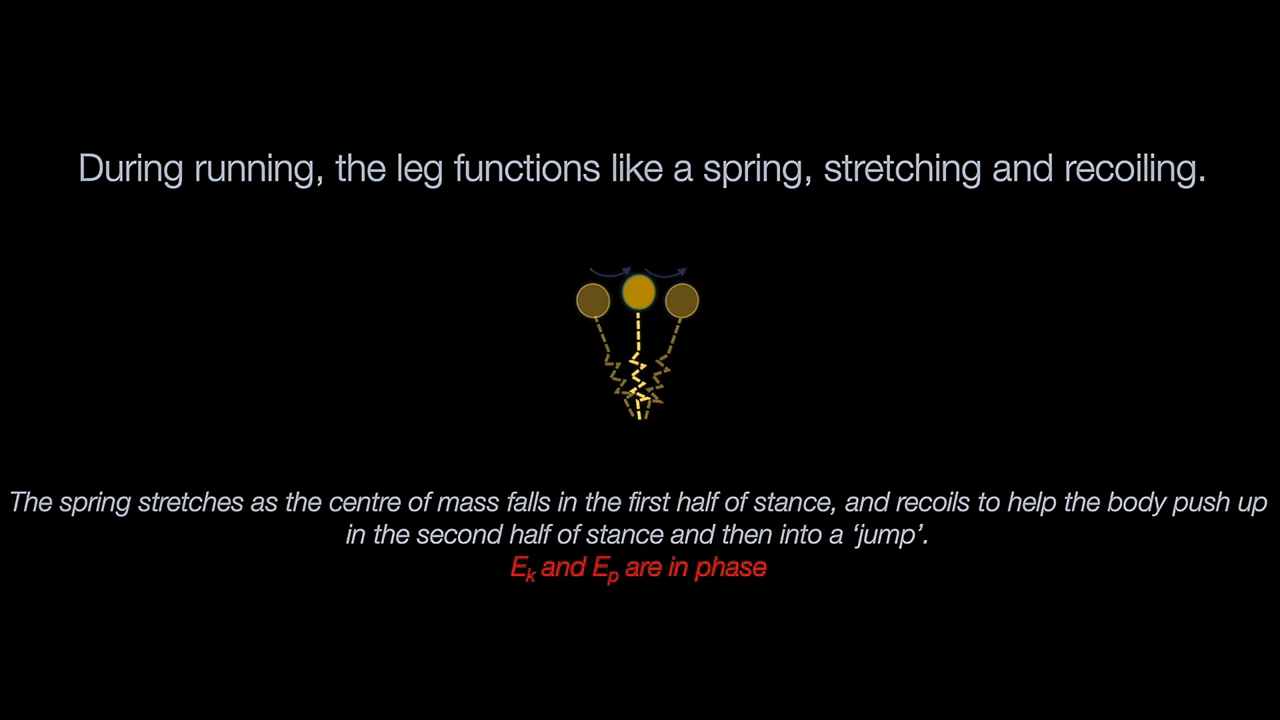 During running, the leg functions like a spring, stretching and recoiling.
The spring stretches as the centre of mass falls in the first half of stance, and recoils to help the body push up
in the second half of stance and then into a ‘jump’.
Ek and Ep are in phase